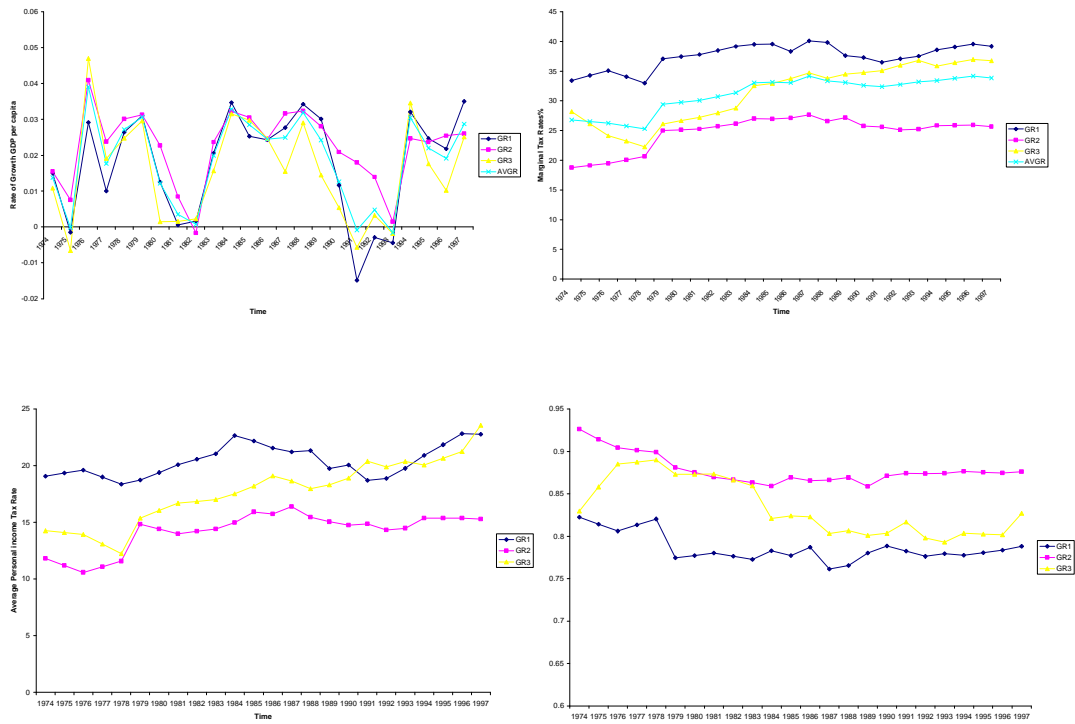 0.06
0.05
0.04
0.03
0.02
0.01
0
-0.01
-0.02
Rate of Growth GDP per capita
1974 1975 1976 1977 1978 1979 1980 1981 1982 1983 1984 1985 1986 1987 1988 1989 1990 1991 1992 1993 1994 1995 1996 1997
Time
GR1
GR2
GR3
AVGR
45
40
35
30
25
20
15
10
5
0
Marginal Tax Rates%
1974 1975 1976 1977 1978 1979 1980 1981 1982 1983 1984 1985 1986 1987 1988 1989 1990 1991 1992 1993 1994 1995 1996 1997
Time
GR1
GR2
GR3
AVGR
25
20
15
10
5
0
Average Personal income Tax Rate
1974 1975 1976 1977 1978 1979 1980 1981 1982 1983 1984 1985 1986 1987 1988 1989 1990 1991 1992 1993 1994 1995 1996 1997
Time
GR1
GR2
GR3
0.95
0.9
0.85
0.8
0.75
0.7
0.65
0.6
1974 1975 1976 1977 1978 1979 1980 1981 1982 1983 1984 1985 1986 1987 1988 1989 1990 1991 1992 1993 1994 1995 1996 1997
GR1
GR2
GR3